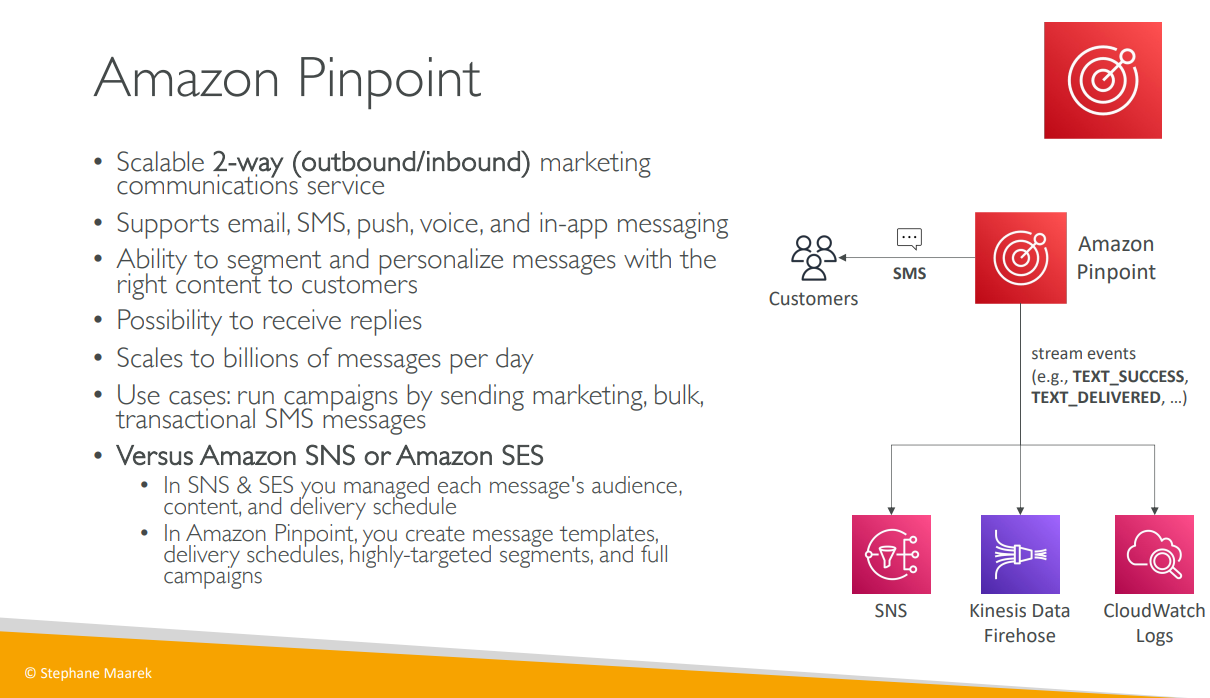 Amazon Pinpoint
• Scalable 2-way (outbound/inbound) marketing
communications service
• Supports email, SMS, push, voice, and in-app messaging
• Ability to segment and personalize messages with the
right content to customers
• Possibility to receive replies
• Scales to billions of messages per day
• Use cases: run campaigns by sending marketing, bulk,
transactional SMS messages
• Versus Amazon SNS or Amazon SES
• In SNS & SES you managed each message's audience,
content, and delivery schedule
• In Amazon Pinpoint, you create message templates,
delivery schedules, highly-targeted segments, and full
campaigns
Customers
SMS
Amazon
Pinpoint
stream events
(e.g., TEXT_SUCCESS,
TEXT_DELIVERED, ...)
SNS
Kinesis Data
Firehose
CloudWatch
Logs
© Stephane Maarek